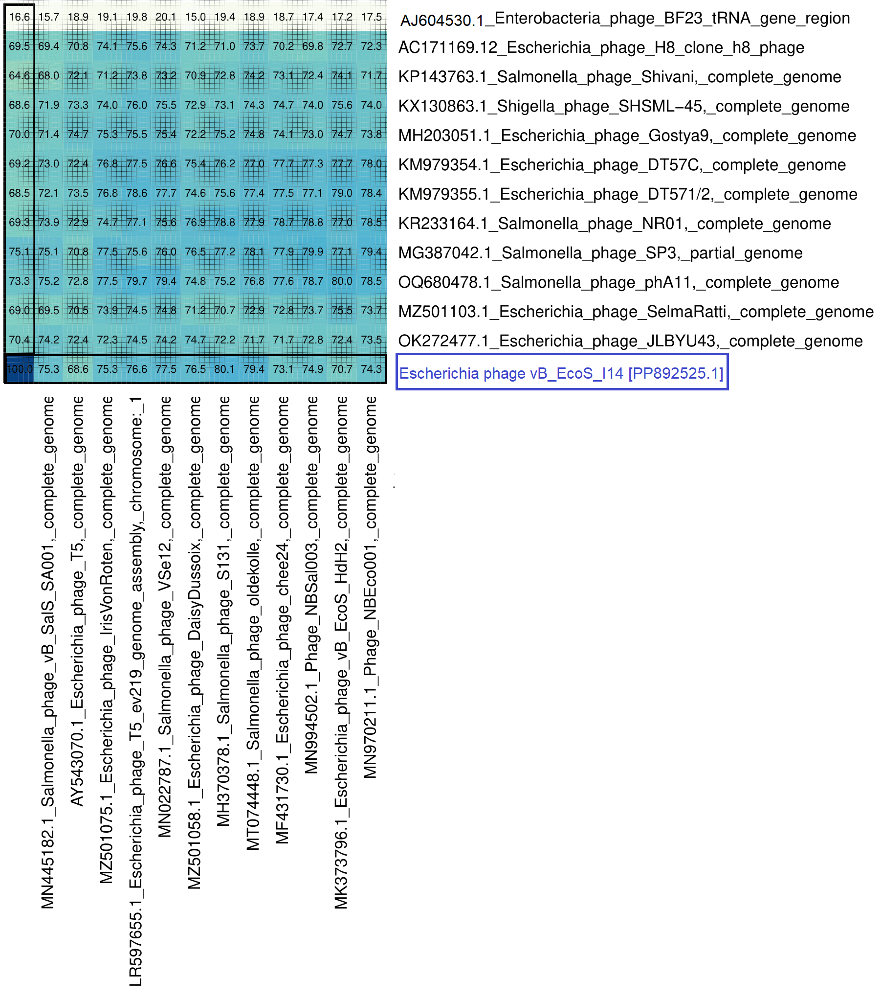 16.6 15.7 18.9 19.1 19.8 20.1 15.0 19.4 18.9 18.7 17.4 17.2 17.5 AJ604530.1_Enterobacteria_phage_BF23_tRNA_gene_region
69.5 69.4 70.8 74.1 75.6 74.3 71.2 71.0 73.7 70.2 69.8 72.7 72.3 AC171169.12_Escherichia_phage_H8_clone_h8_phage
64.6 68.0 72.1 71.2 73.8 73.2 70.9 72.8 74.2 73.1 72.4 74.1 71.7 KP143763.1_Salmonella_phage_Shivani,_complete_genome
68.6 71.9 73.3 74.0 76.0 75.5 72.9 73.1 74.3 74.7 74.0 75.6 74.0 KX130863.1_Shigella_phage_SHSML−45,_complete_genome
70.0 71.4 74.7 75.3 75.5 75.4 72.2 75.2 74.8 74.1 73.0 74.7 73.8 MH203051.1_Escherichia_phage_Gostya9,_complete_genome
69.2 73.0 72.4 76.8 77.5 76.6 75.4 76.2 77.0 77.7 77.3 77.7 78.0 KM979354.1_Escherichia_phage_DT57C,_complete_genome
68.5 72.1 73.5 76.8 78.6 77.7 74.6 75.6 77.4 77.5 77.1 79.0 78.4 KM979355.1_Escherichia_phage_DT571/2,_complete_genome
69.3 73.9 72.9 74.7 77.1 75.6 76.9 78.8 77.9 78.7 78.8 77.0 78.5 KR233164.1_Salmonella_phage_NR01,_complete_genome
75.1 75.1 70.8 77.5 75.6 76.0 76.5 77.2 78.1 77.9 79.9 77.1 79.4 MG387042.1_Salmonella_phage_SP3,_partial_genome
73.3 75.2 72.8 77.5 79.7 79.4 74.8 75.2 76.8 77.6 78.7 80.0 78.5 OQ680478.1_Salmonella_phage_phA11,_complete_genome
69.0 69.5 70.5 73.9 74.5 74.8 71.2 70.7 72.9 72.8 73.7 75.5 73.7 MZ501103.1_Escherichia_phage_SelmaRatti,_complete_genome
70.4 74.2 72.4 72.3 74.5 74.2 74.7 72.2 71.7 71.7 72.8 72.4 73.5 OK272477.1_Escherichia_phage_JLBYU43,_complete_genome
100.0 75.3 68.6 75.3 76.6 77.5 76.5 80.1 79.4 73.1 74.9 70.7 74.3 Escherichia phage vB_EcoS_I14 [PP892525.1]
MN445182.1_Salmonella_phage_vB_SalS_SA001,_complete_genome
AY543070.1_Escherichia_phage_T5,_complete_genome
MZ501075.1_Escherichia_phage_IrisVonRoten,_complete_genome
LR597655.1_Escherichia_phage_T5_ev219_genome_assembly,_chromosome:_1
MN022787.1_Salmonella_phage_VSe12,_complete_genome
MZ501058.1_Escherichia_phage_DaisyDussoix,_complete_genome
MH370378.1_Salmonella_phage_S131,_complete_genome
MT074448.1_Salmonella_phage_oldekolle,_complete_genome
MF431730.1_Escherichia_phage_chee24,_complete_genome
MN994502.1_Phage_NBSal003,_complete_genome
MK373796.1_Escherichia_phage_vB_EcoS_HdH2,_complete_genome
MN970211.1_Phage_NBEco001,_complete_genome